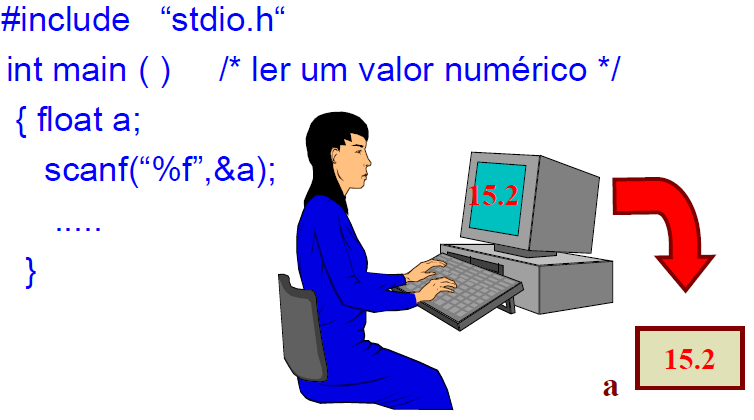 #include “stdio.h“
int main ( ) /* ler um valor numérico */
{ float a;
scanf(“%f”,&a);
.....
}
15.2
a 15.2